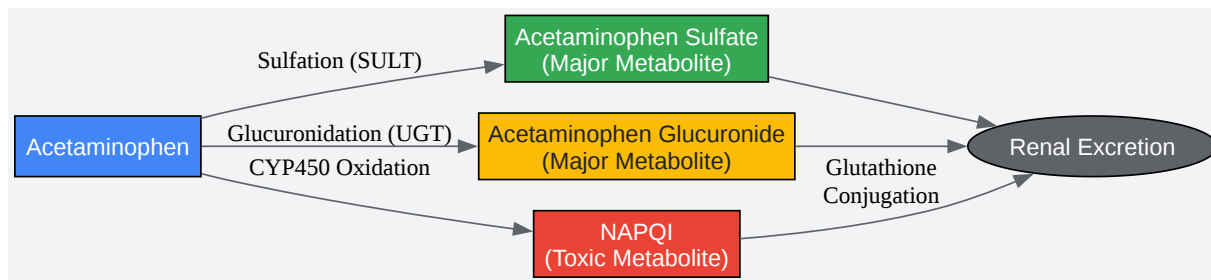 Acetaminophen
Sulfation (SULT)
Glucuronidation (UGT)
CYP450 Oxidation
Acetaminophen Sulfate
(Major Metabolite)
Acetaminophen Glucuronide
(Major Metabolite)
NAPQI
(Toxic Metabolite)
Glutathione
Conjugation
Renal Excretion